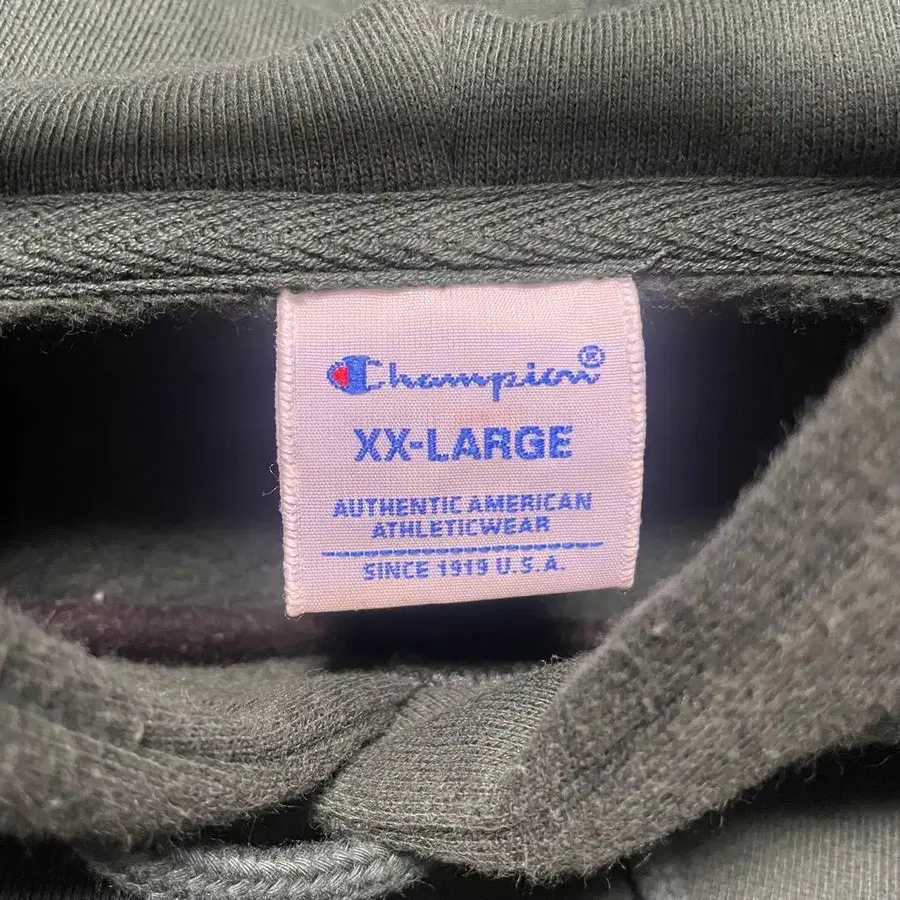 Champion®
XX-LARGE
AUTHENTIC AMERICAN
ATHLETICWEAR
SINCE 1919 U.S.A.